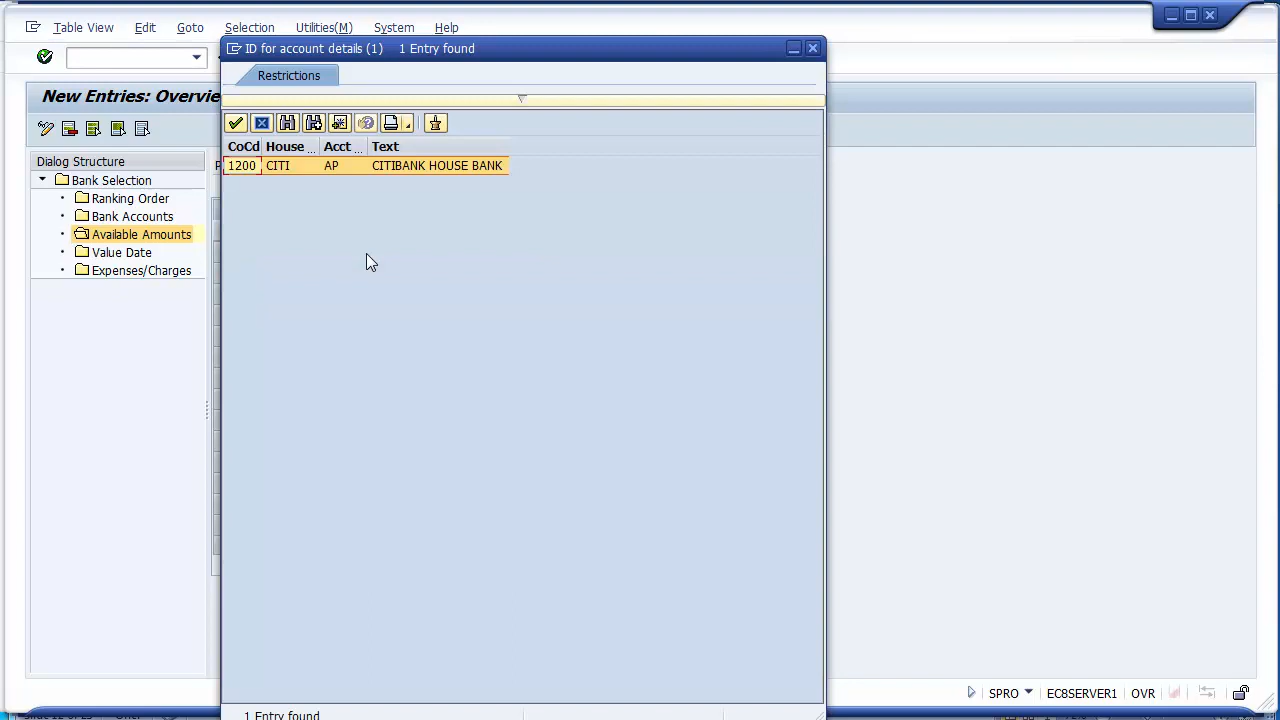 Table View Edit Goto Selection Utilities(M) System Help
ID for account details (1) 1 Entry found
Restrictions
New Entries: Overvie
CoCd House ... Acct ... Text
1200 CITI AP CITIBANK HOUSE BANK
Dialog Structure
Bank Selection
Ranking Order
Bank Accounts
Available Amounts
Value Date
Expenses/Charges
SPRO EC8SERVER1 OVR
1 Entry found